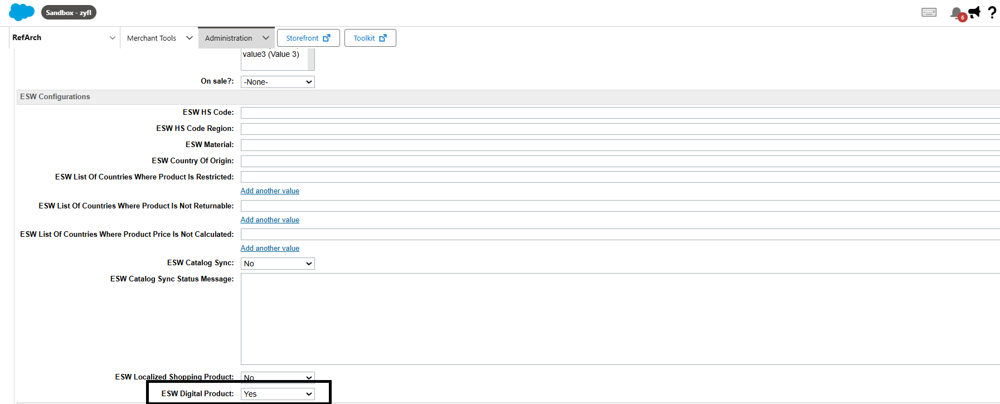 Sandbox - zyfl
6
RefArch
Merchant Tools
Administration
Storefront
Toolkit
value3 (Value 3)
On sale?: -None-
ESW Configurations
ESW HS Code:
ESW HS Code Region:
ESW Material:
ESW Country Of Origin:
ESW List Of Countries Where Product Is Restricted:
Add another value
ESW List Of Countries Where Product Is Not Returnable:
Add another value
ESW List Of Countries Where Product Price Is Not Calculated:
Add another value
ESW Catalog Sync: No
ESW Catalog Sync Status Message:
ESW Localized Shopping Product: No
ESW Digital Product: Yes